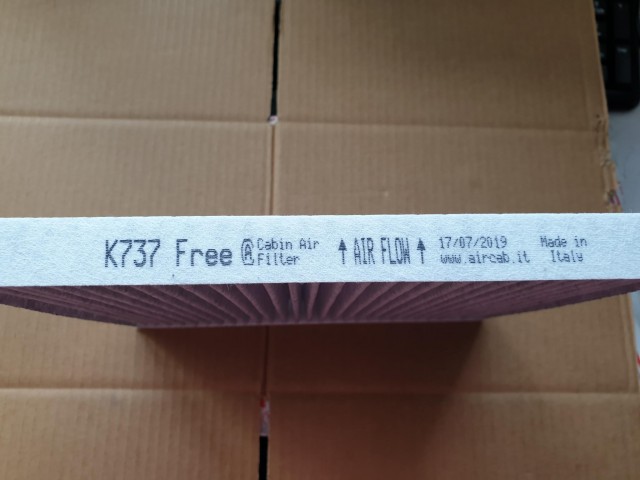 K737 Free @ Cabin Air Filter ↑ AIR FLOW ↑ 17/07/2019 www.aircab.it Made in Italy